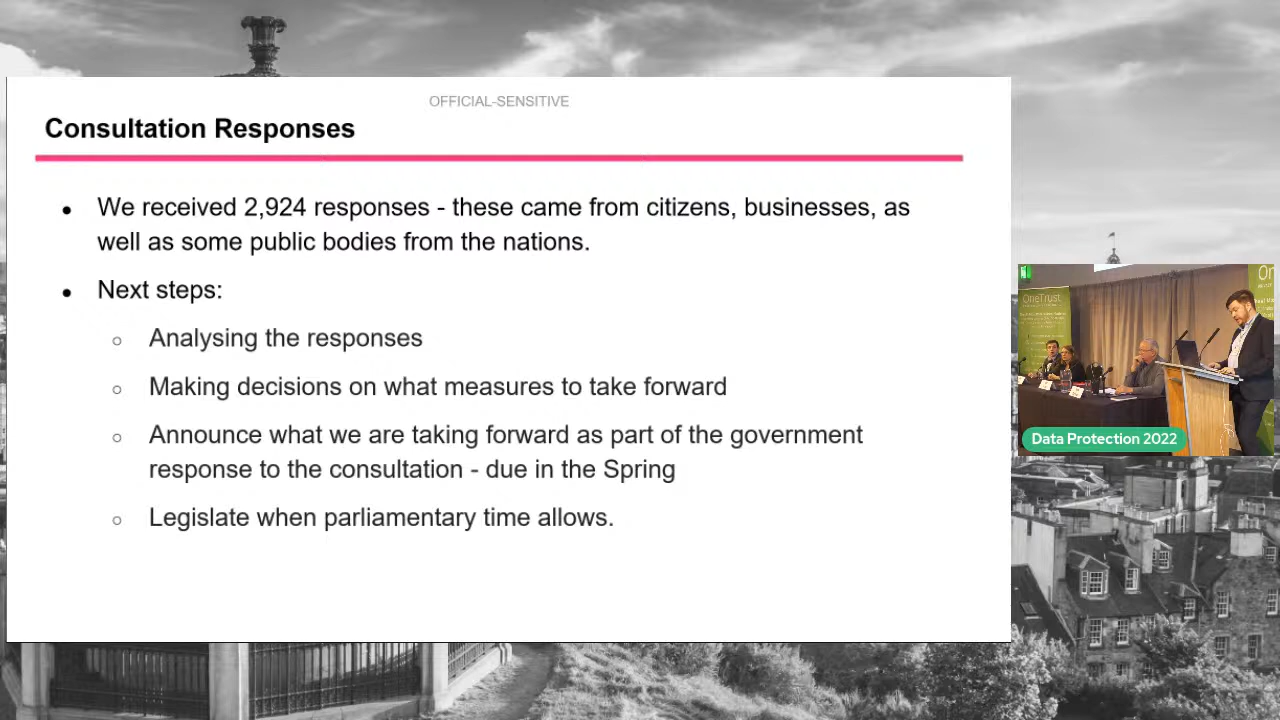 OFFICIAL-SENSITIVE
Consultation Responses
• We received 2,924 responses - these came from citizens, businesses, as
well as some public bodies from the nations.
• Next steps:
○ Analysing the responses
○ Making decisions on what measures to take forward
○ Announce what we are taking forward as part of the government
response to the consultation - due in the Spring
○ Legislate when parliamentary time allows.
OneTrust
Data Protection 2022